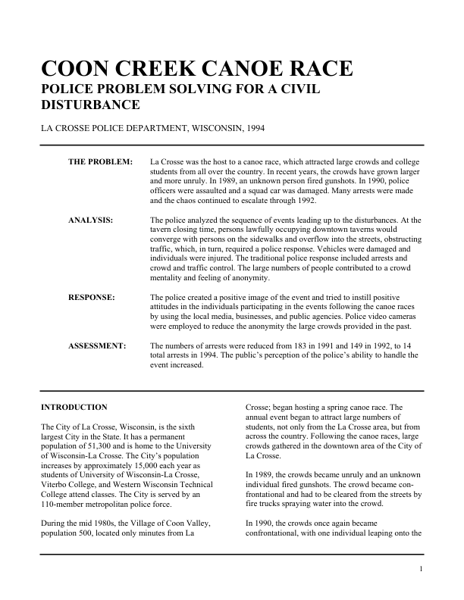 COON CREEK CANOE RACE
POLICE PROBLEM SOLVING FOR A CIVIL
DISTURBANCE
LA CROSSE POLICE DEPARTMENT, WISCONSIN, 1994
THE PROBLEM: La Crosse was the host to a canoe race, which attracted large crowds and college
students from all over the country. In recent years, the crowds have grown larger
and more unruly. In 1989, an unknown person fired gunshots. In 1990, police
officers were assaulted and a squad car was damaged. Many arrests were made
and the chaos continued to escalate through 1992.
ANALYSIS: The police analyzed the sequence of events leading up to the disturbances. At the
tavern closing time, persons lawfully occupying downtown taverns would
converge with persons on the sidewalks and overflow into the streets, obstructing
traffic, which, in turn, required a police response. Vehicles were damaged and
individuals were injured. The traditional police response included arrests and
crowd and traffic control. The large numbers of people contributed to a crowd
mentality and feeling of anonymity.
RESPONSE: The police created a positive image of the event and tried to instill positive
attitudes in the individuals participating in the events following the canoe races
by using the local media, businesses, and public agencies. Police video cameras
were employed to reduce the anonymity the large crowds provided in the past.
ASSESSMENT: The numbers of arrests were reduced from 183 in 1991 and 149 in 1992, to 14
total arrests in 1994. The public's perception of the police's ability to handle the
event increased.
INTRODUCTION
The City of La Crosse, Wisconsin, is the sixth
largest City in the State. It has a permanent
population of 51,300 and is home to the University
of Wisconsin-La Crosse. The City's population
increases by approximately 15,000 each year as
students of University of Wisconsin-La Crosse,
Viterbo College, and Western Wisconsin Technical
College attend classes. The City is served by an
110-member metropolitan police force.
During the mid 1980s, the Village of Coon Valley,
population 500, located only minutes from La
Crosse; began hosting a spring canoe race. The
annual event began to attract large numbers of
students, not only from the La Crosse area, but from
across the country. Following the canoe races, large
crowds gathered in the downtown area of the City of
La Crosse.
In 1989, the crowds became unruly and an unknown
individual fired gunshots. The crowd became con-
frontational and had to be cleared from the streets by
fire trucks spraying water into the crowd.
In 1990, the crowds once again became
confrontational, with one individual leaping onto the
1